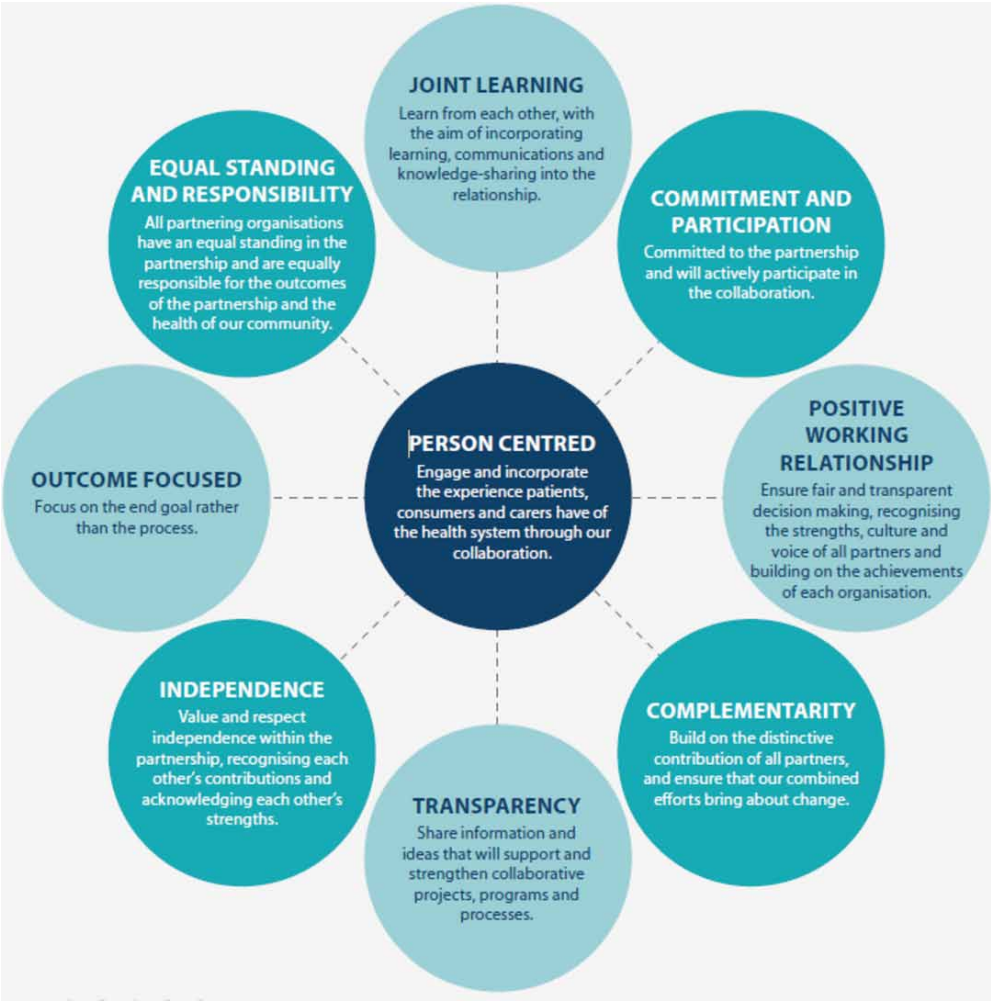 JOINT LEARNING
Learn from each other, with
the aim of incorporating
learning, communications and
knowledge-sharing into the
relationship.
EQUAL STANDING
AND RESPONSIBILITY
All partnering organisations
have an equal standing in the
partnership and are equally
responsible for the outcomes
of the partnership and the
health of our community.
COMMITMENT AND
PARTICIPATION
Committed to the partnership
and will actively participate in
the collaboration.
OUTCOME FOCUSED
Focus on the end goal rather
than the process.
PERSON CENTRED
Engage and incorporate
the experience patients,
consumers and carers have of
the health system through our
collaboration.
POSITIVE
WORKING
RELATIONSHIP
Ensure fair and transparent
decision making, recognising
the strengths, culture and
voice of all partners and
building on the achievements
of each organisation.
INDEPENDENCE
Value and respect
independence within the
partnership, recognising each
other's contributions and
acknowledging each other's
strengths.
TRANSPARENCY
Share information and
ideas that will support and
strengthen collaborative
projects, programs and
processes.
COMPLEMENTARITY
Build on the distinctive
contribution of all partners,
and ensure that our combined
efforts bring about change.